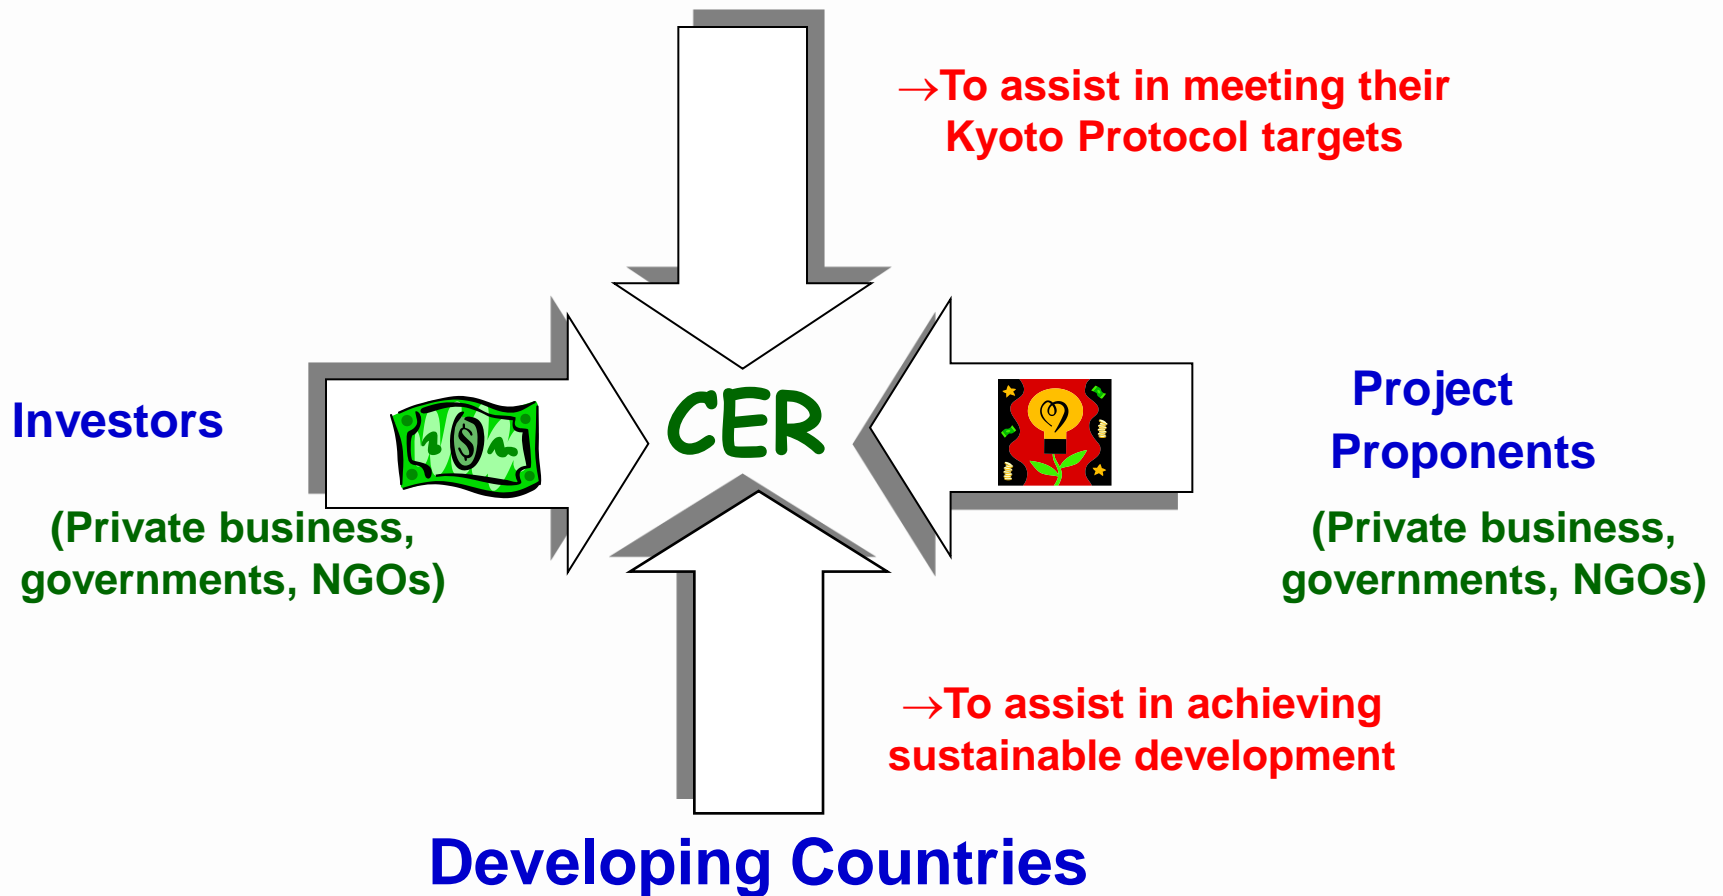 →To assist in meeting their
Kyoto Protocol targets
Investors
(Private business,
governments, NGOs)
$
CER
Project
Proponents
(Private business,
governments, NGOs)
→To assist in achieving
sustainable development
Developing Countries